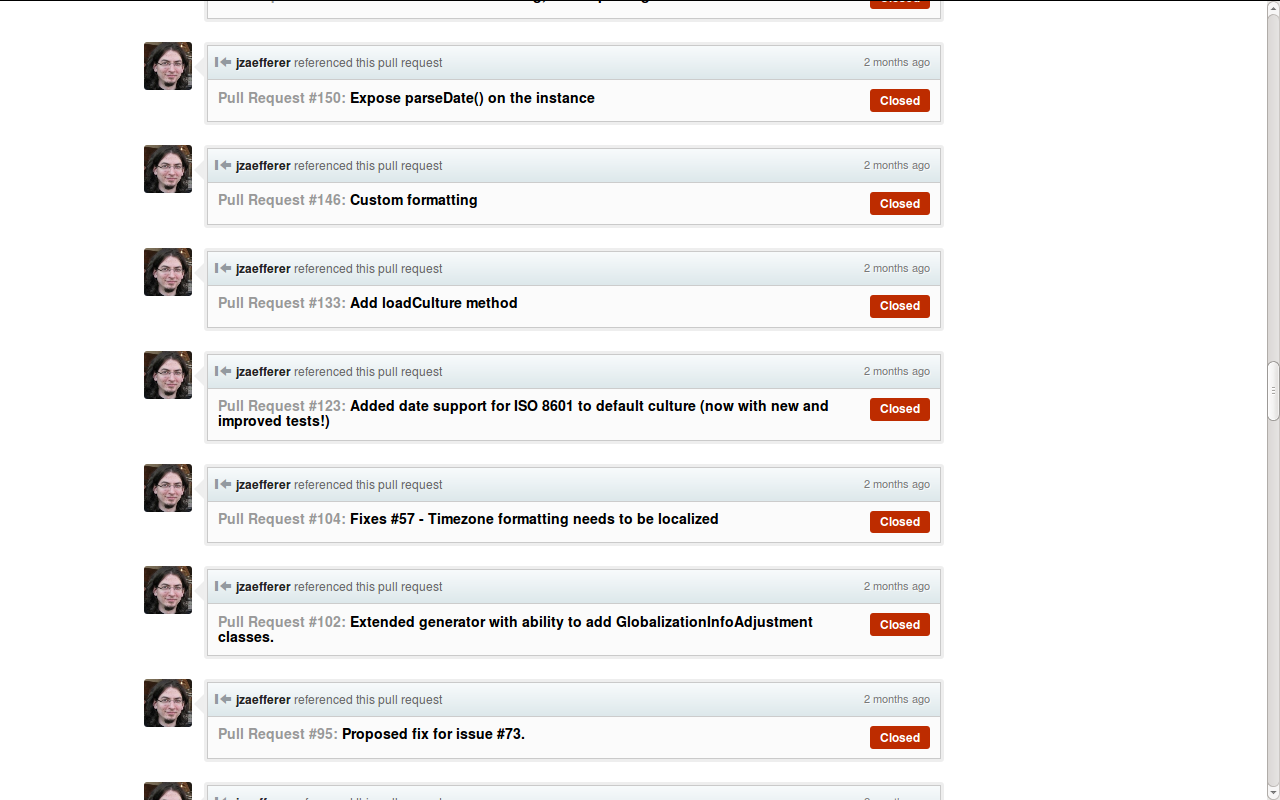 jzaefferer referenced this pull request 2 months ago
Pull Request #150: Expose parseDate() on the instance Closed
jzaefferer referenced this pull request 2 months ago
Pull Request #146: Custom formatting Closed
jzaefferer referenced this pull request 2 months ago
Pull Request #133: Add loadCulture method Closed
jzaefferer referenced this pull request 2 months ago
Pull Request #123: Added date support for ISO 8601 to default culture (now with new and Closed
improved tests!)
jzaefferer referenced this pull request 2 months ago
Pull Request #104: Fixes #57 - Timezone formatting needs to be localized Closed
jzaefferer referenced this pull request 2 months ago
Pull Request #102: Extended generator with ability to add GlobalizationInfoAdjustment Closed
classes.
jzaefferer referenced this pull request 2 months ago
Pull Request #95: Proposed fix for issue #73. Closed